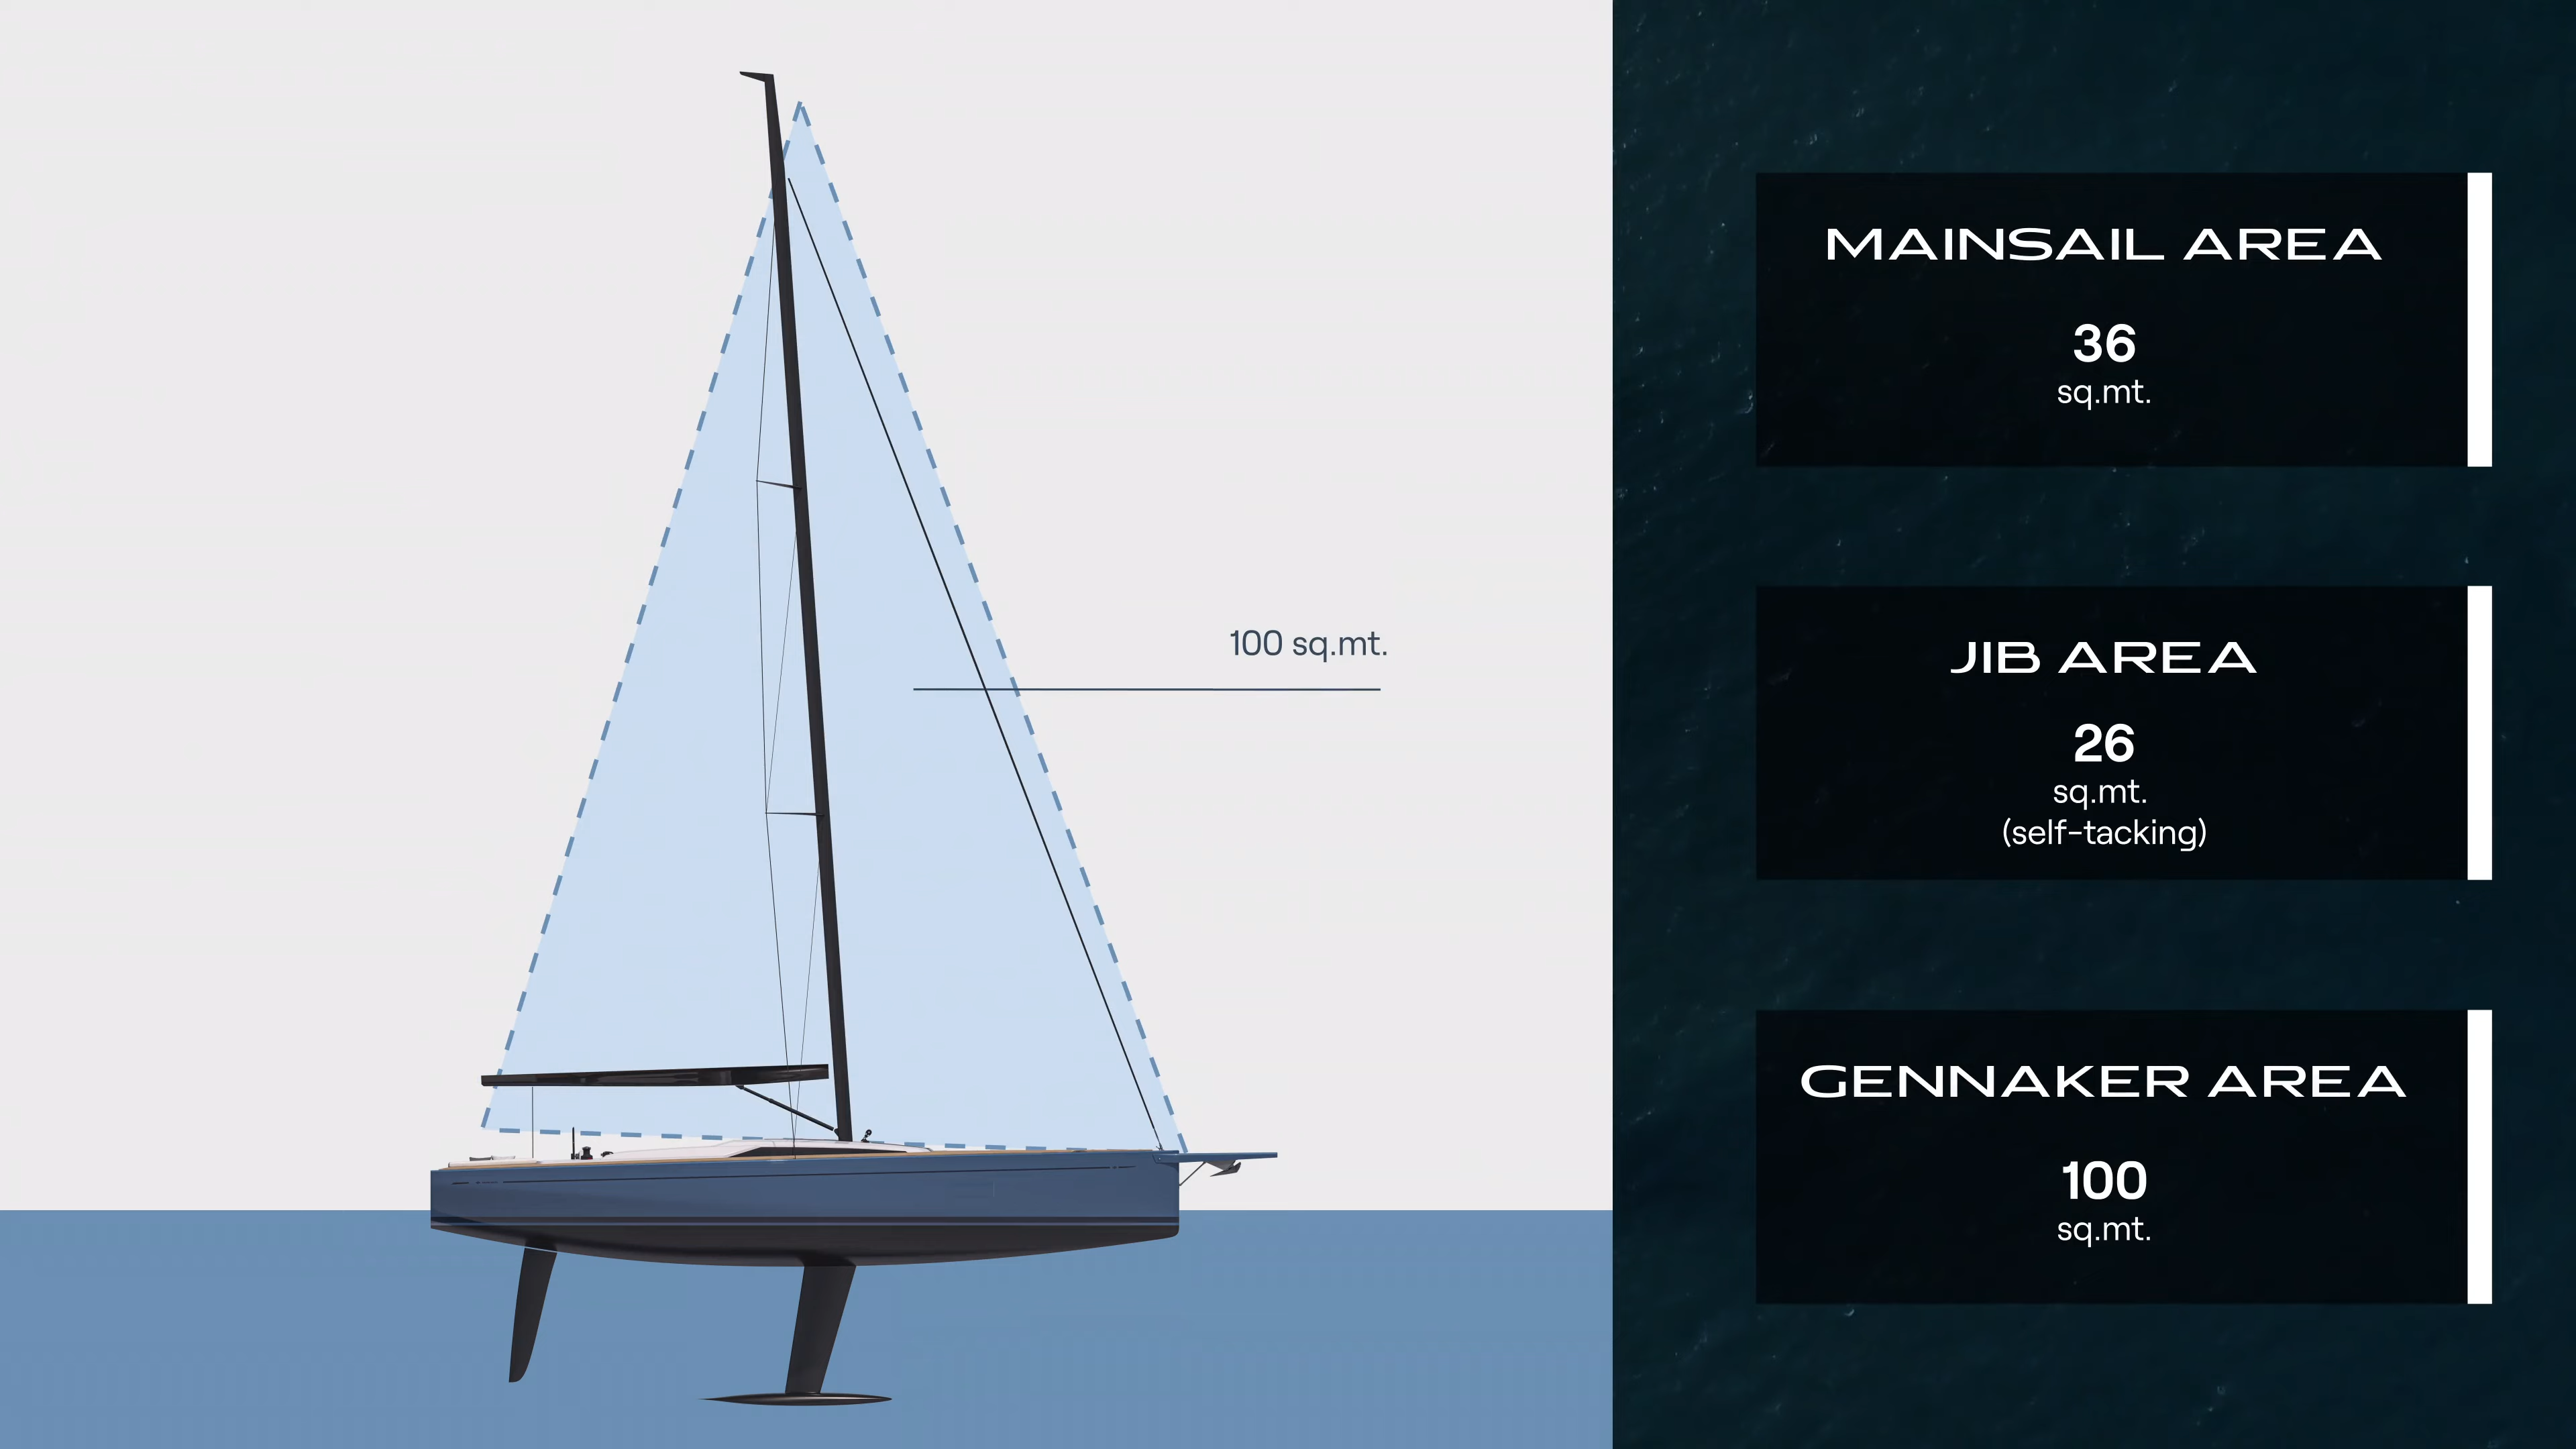 100 sq.mt.
MAINSAIL AREA
36
sq.mt.
JIB AREA
26
sq.mt.
(self-tacking)
GENNAKER AREA
100
sq.mt.